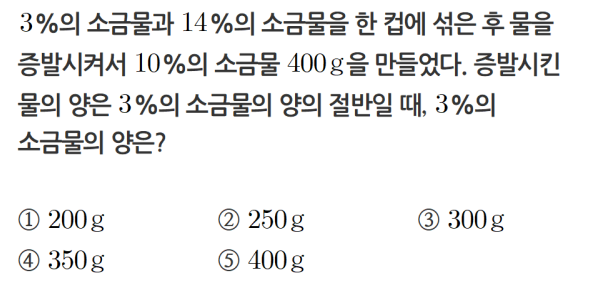 3%의 소금물과 14%의 소금물을 한 컵에 섞은 후 물을
증발시켜서 10%의 소금물 400g을 만들었다. 증발시킨
물의 양은 3%의 소금물의 양의 절반일 때, 3%의
소금물의 양은?
① 200g ② 250g ③ 300g
④ 350g ⑤ 400g